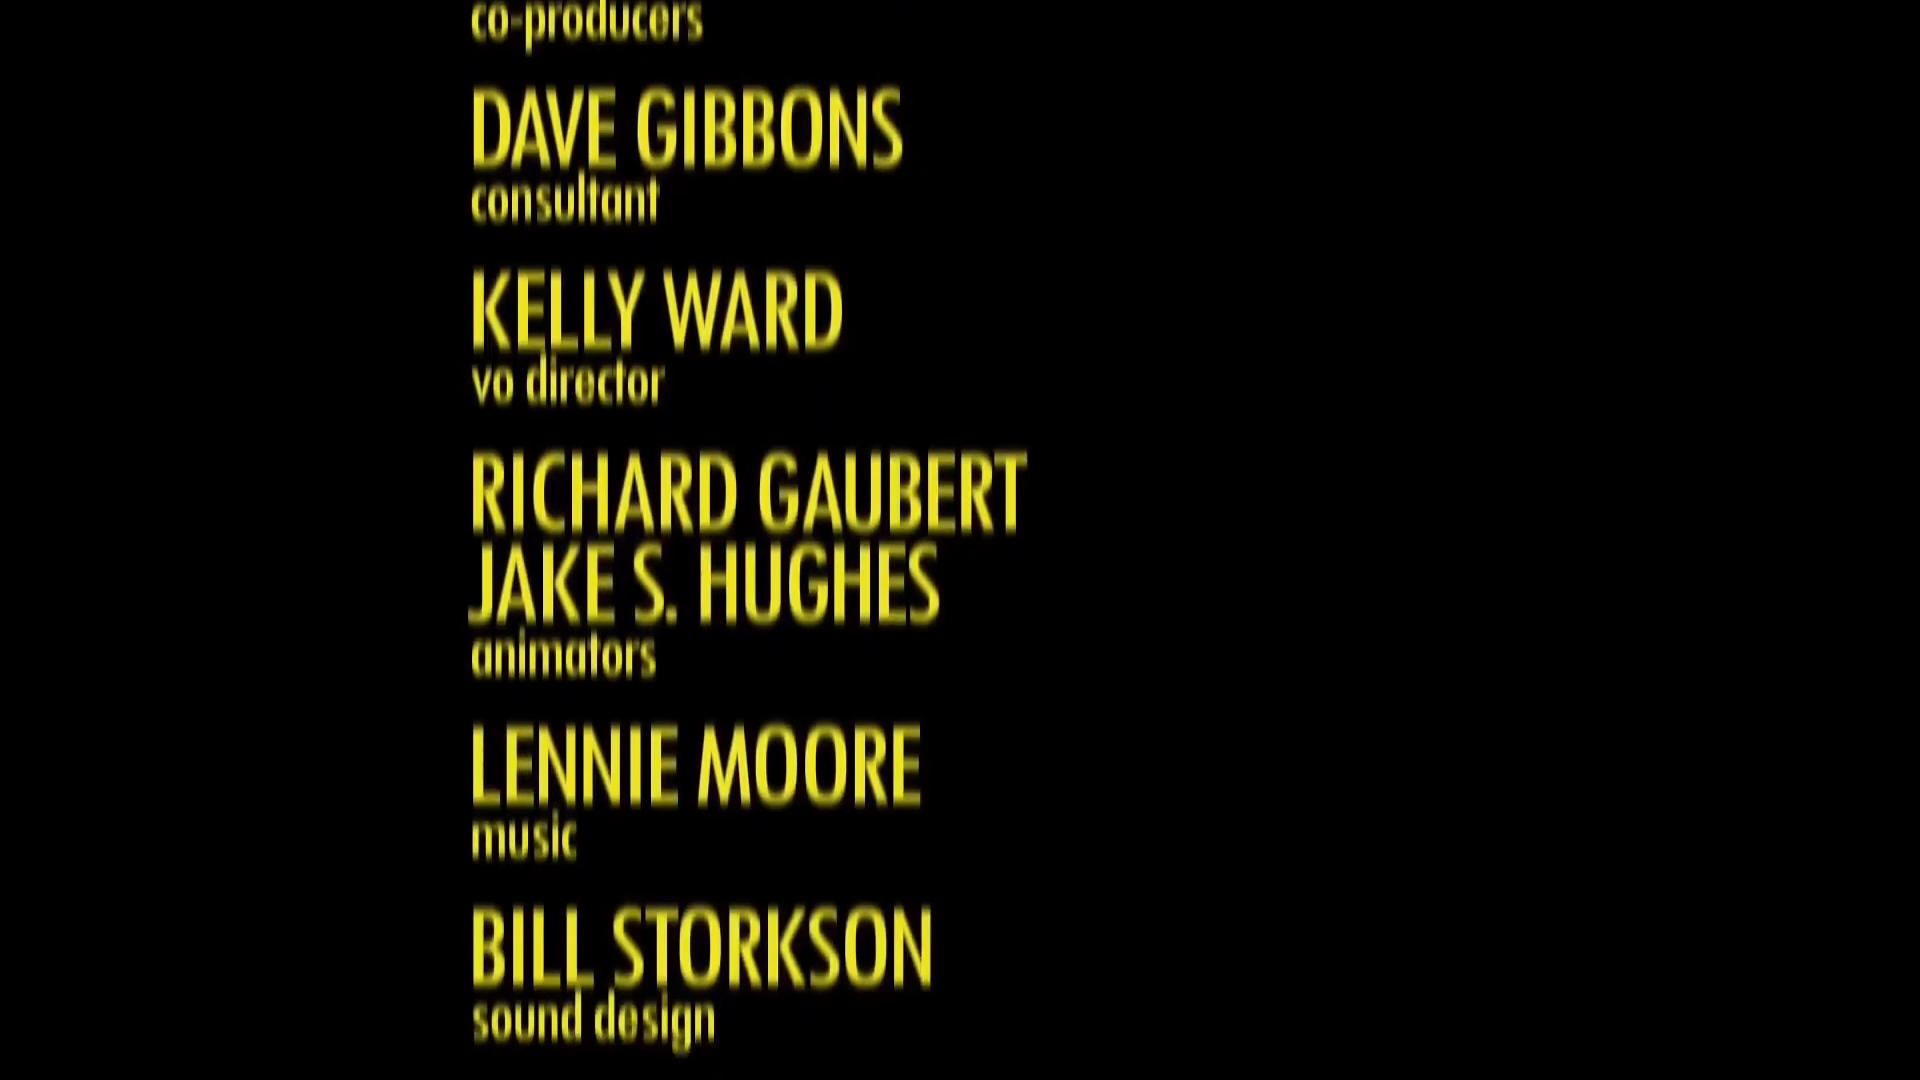 co-producers
DAVE GIBBONS
consultant
KELLY WARD
vo director
RICHARD GAUBERT
JAKE S. HUGHES
animators
LENNIE MOORE
music
BILL STORKSON
sound design